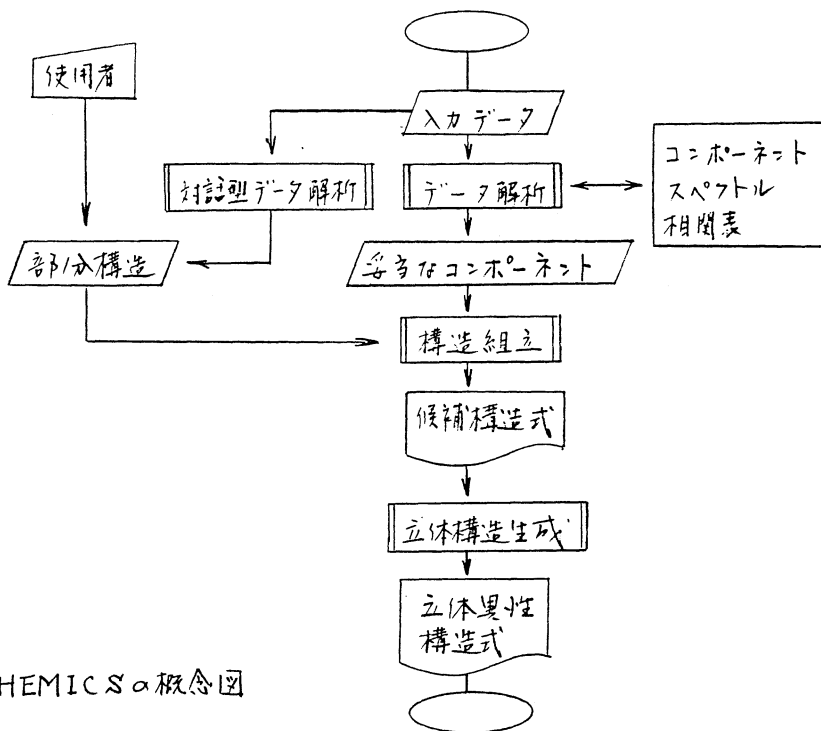 使用者
入力データ
対話型データ解析
データ解析
コンポーネント
スペクトル
相関表
部分構造
妥当なコンポーネント
構造組立
候補構造式
立体構造生成
立体異性
構造式
HEMICSの概念図